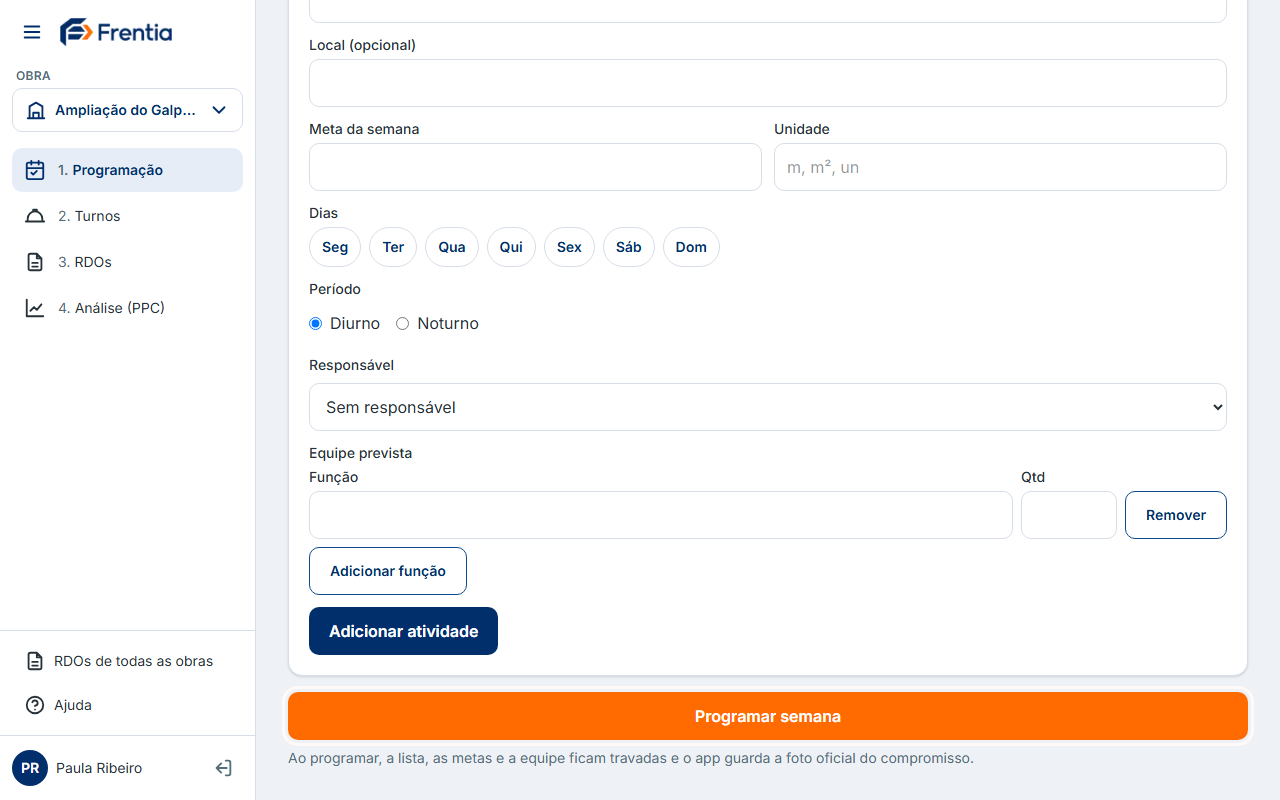 Frentia
OBRA
Ampliação do Galp...
1. Programação
2. Turnos
3. RDOs
4. Análise (PPC)
RDOs de todas as obras
Ajuda
PR
Paula Ribeiro
Local (opcional)
Meta da semana
Unidade
m, m², un
Dias
Seg
Ter
Qua
Qui
Sex
Sáb
Dom
Período
Diurno
Noturno
Responsável
Sem responsável
Equipe prevista
Função
Qtd
Remover
Adicionar função
Adicionar atividade
Programar semana
Ao programar, a lista, as metas e a equipe ficam travadas e o app guarda a foto oficial do compromisso.